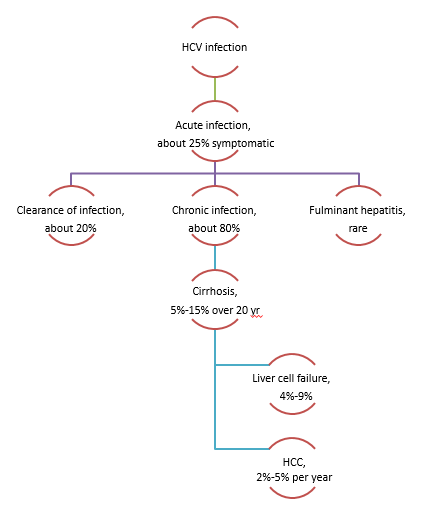 HCV infection
Acute infection,
about 25% symptomatic
Clearance of infection,
about 20%
Chronic infection,
about 80%
Fulminant hepatitis,
rare
Cirrhosis,
5%-15% over 20 yr
Liver cell failure,
4%-9%
HCC,
2%-5% per year